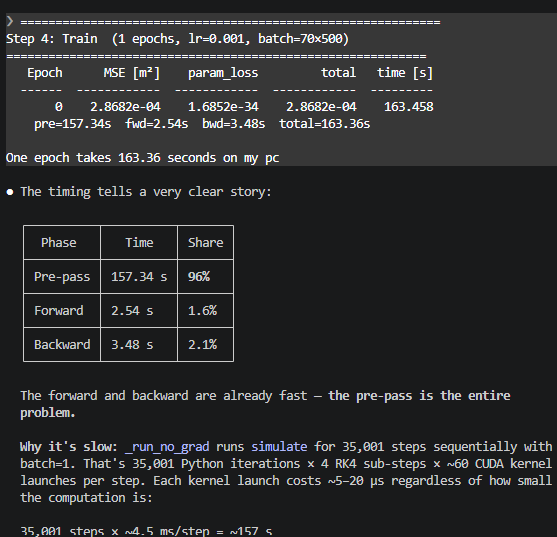 ❯ ============================================================
Step 4: Train  (1 epochs, lr=0.001, batch=70×500)
============================================================
Epoch MSE [m²] param_loss total time [s]
------ ------------ ------------ ------------ ---------
0 2.8682e-04 1.6852e-34 2.8682e-04 163.458
pre=157.34s fwd=2.54s bwd=3.48s total=163.36s
One epoch takes 163.36 seconds on my pc
● The timing tells a very clear story:
Phase Time Share
Pre-pass 157.34 s 96%
Forward 2.54 s 1.6%
Backward 3.48 s 2.1%
The forward and backward are already fast — the pre-pass is the entire
problem.
Why it's slow: _run_no_grad runs simulate for 35,001 steps sequentially with
batch=1. That's 35,001 Python iterations × 4 RK4 sub-steps × ~60 CUDA kernel
launches per step. Each kernel launch costs ~5–20 µs regardless of how small
the computation is:
35,001 steps × ~4.5 ms/step = ~157 s